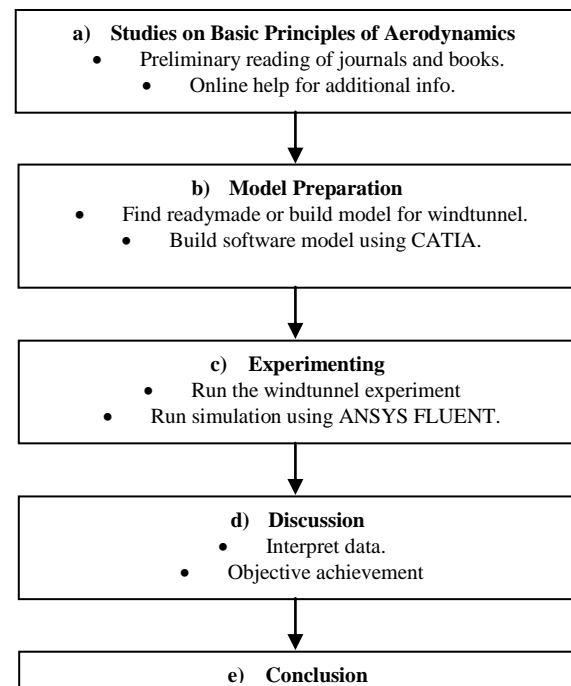 a) Studies on Basic Principles of Aerodynamics
• Preliminary reading of journals and books.
• Online help for additional info.
b) Model Preparation
• Find readymade or build model for windtunnel.
• Build software model using CATIA.
c) Experimenting
• Run the windtunnel experiment
• Run simulation using ANSYS FLUENT.
d) Discussion
• Interpret data.
• Objective achievement
e) Conclusion